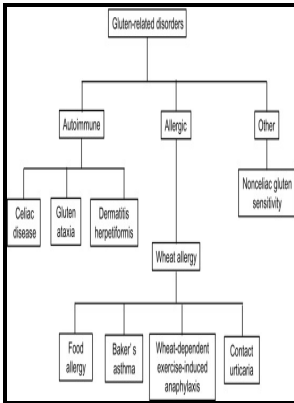 Gluten-related disorders
Autoimmune
Allergic
Other
Celiac
disease
Gluten
ataxia
Dermatitis
herpetiformis
Nonceliac gluten
sensitivity
Wheat allergy
Food
allergy
Baker`s
asthma
Wheat-dependent
exercise-induced
anaphylaxis
Contact
urticaria